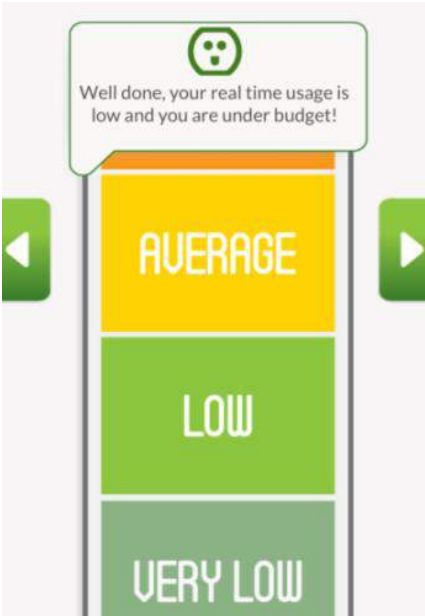 Well done, your real time usage is
low and you are under budget!
AVERAGE
LOW
VERY LOW